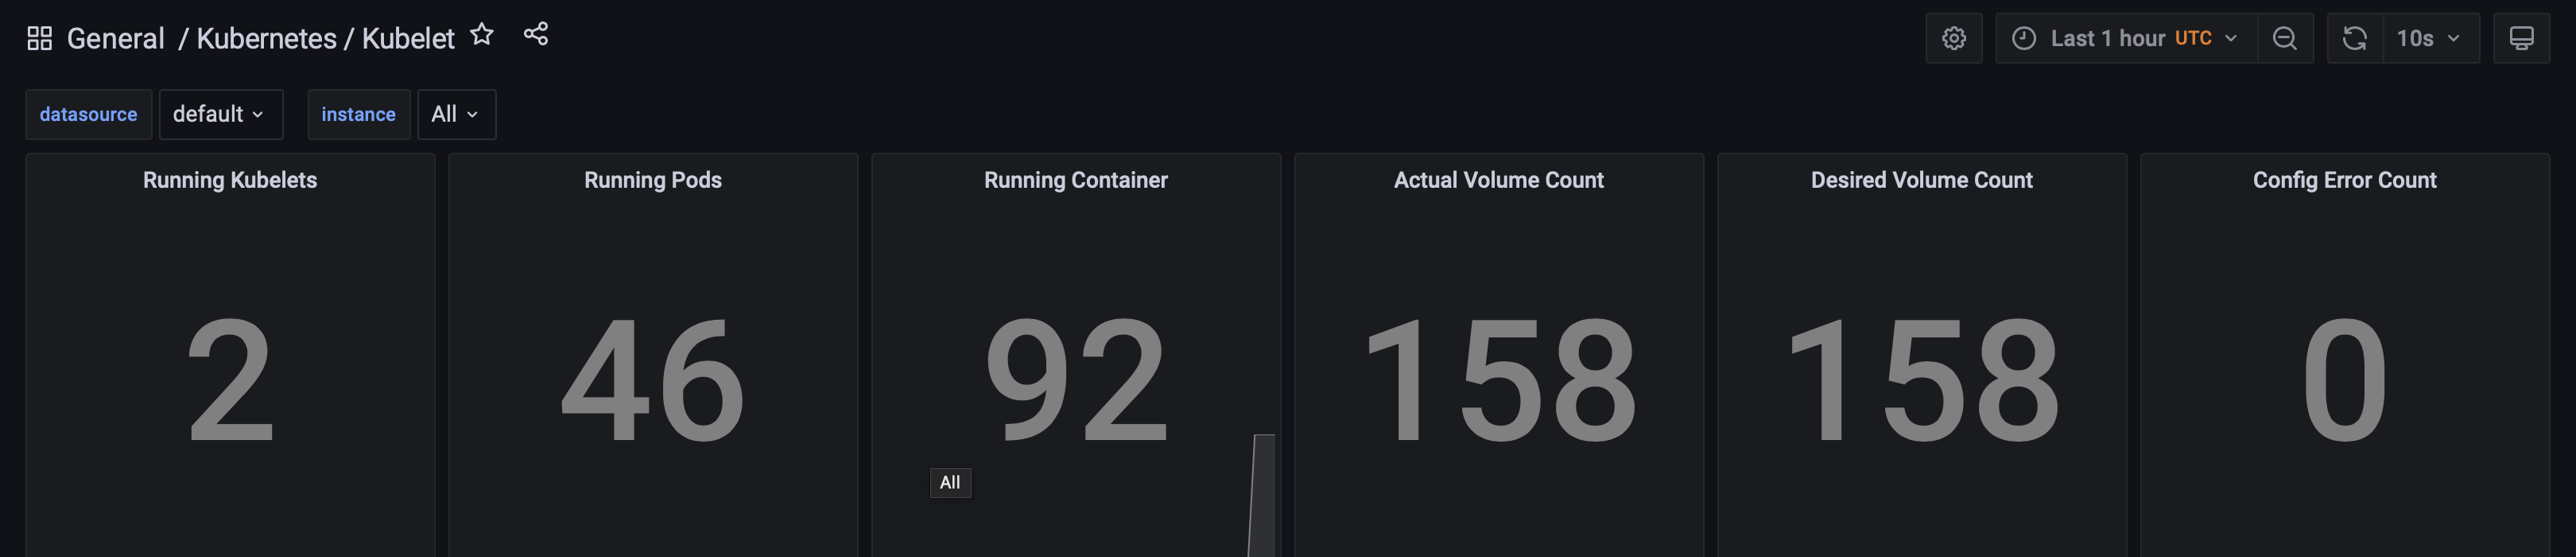 General / Kubernetes / Kubelet
Last 1 hour UTC
10s
datasource default instance All
Running Kubelets
2
Running Pods
46
Running Container
92
All
Actual Volume Count
158
Desired Volume Count
158
Config Error Count
0